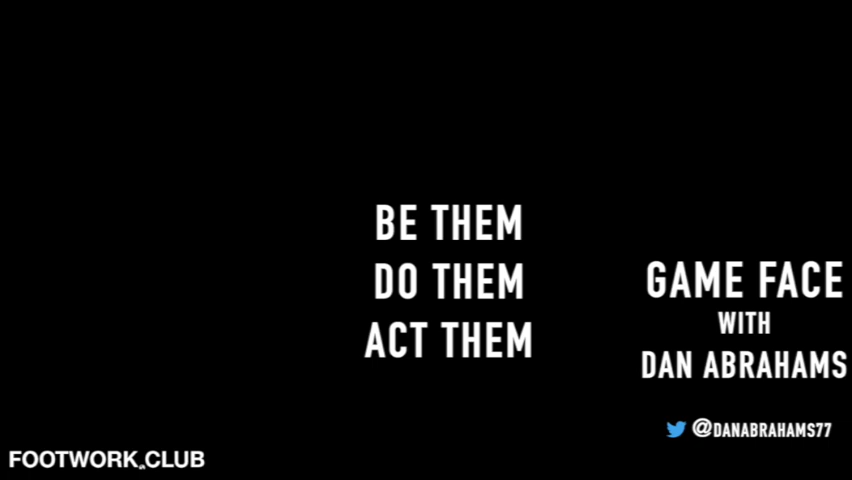 BE THEM
DO THEM
ACT THEM
GAME FACE
WITH
DAN ABRAHAMS
@DANABRAHAMS77
FOOTWORK.CLUB